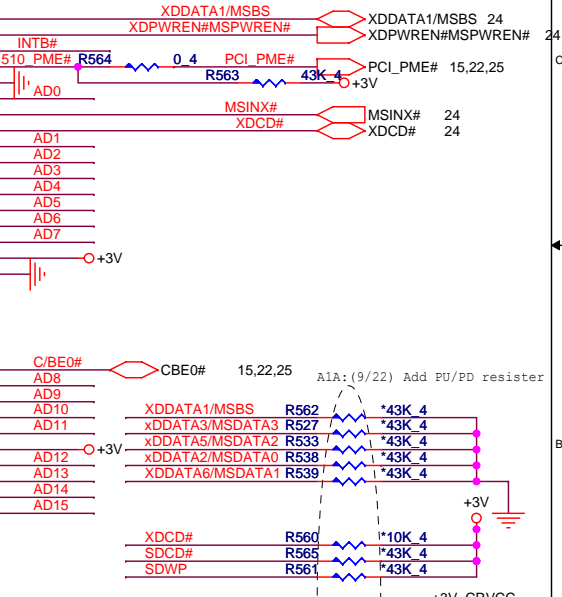 XDDATA1/MSBS XDDATA1/MSBS 24
XDPWREN#MSPWREN# XDPWREN#MSPWREN# 24
INTB#
510_PME# R564 0_4 PCI_PME# PCI_PME# 15,22,25
R563 43K_4 +3V
AD0
MSINX# MSINX# 24
XDCD# XDCD# 24
AD1
AD2
AD3
AD4
AD5
AD6
AD7
+3V
C/BE0# CBE0# 15,22,25
AD8 A1A:(9/22) Add PU/PD resister
AD9
AD10 XDDATA1/MSBS R562 *43K_4
AD11 xDDATA3/MSDATA3 R527 *43K_4
+3V xDDATA5/MSDATA2 R533 *43K_4
AD12 xDDATA2/MSDATA0 R538 *43K_4
AD13 XDDATA6/MSDATA1 R539 *43K_4
AD14
AD15 +3V
XDCD# R560 *10K_4
SDCD# R565 *43K_4
SDWP R561 *43K_4
C
B